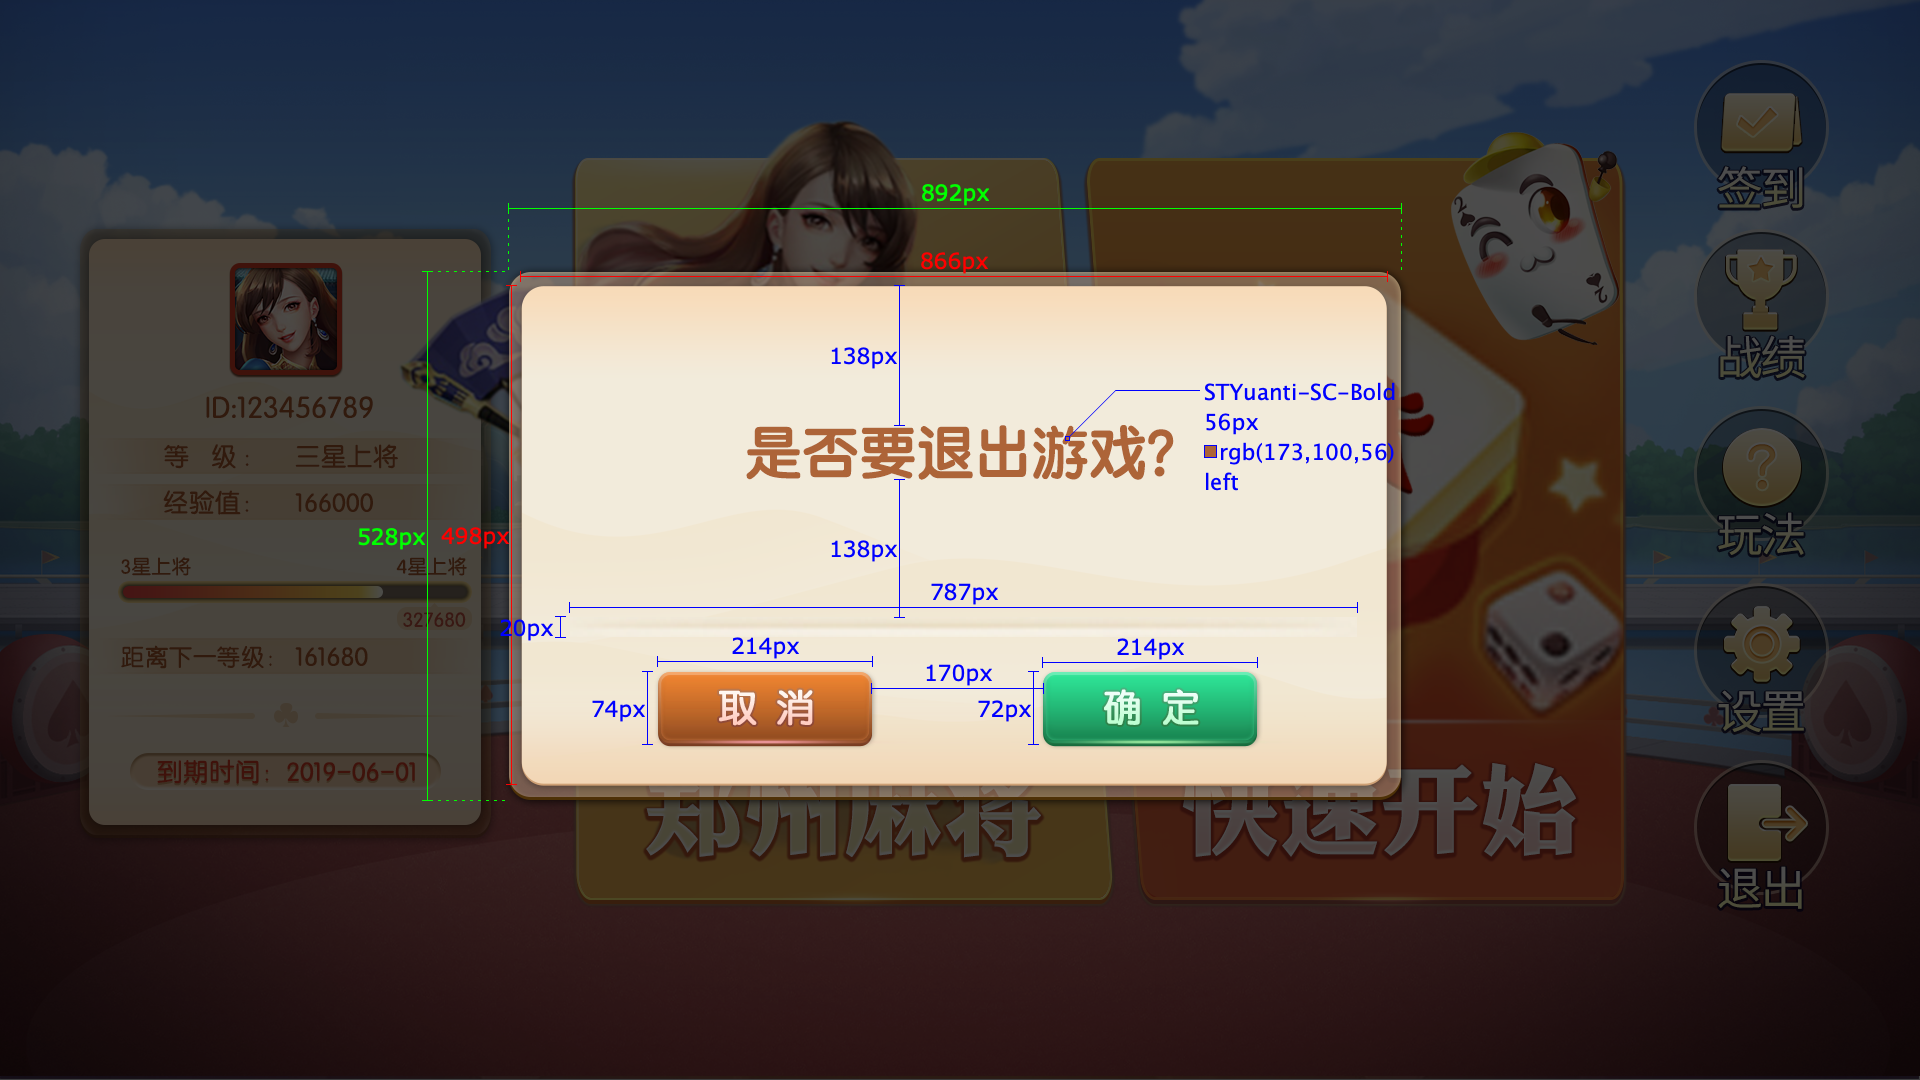 签到
892px
866px
138px
STYuanti-SC-Bold
56px
rgb(173,100,56)
left
战绩
ID:123456789
是否要退出游戏?
等 级： 三星上将
经验值： 166000
528px
498px
138px
玩法
3星上将 4星上将
787px
327680
20px
214px
214px
距离下一等级： 161680
170px
74px
取 消
72px
确 定
设置
到期时间： 2019-06-01
郑州麻将
快速开始
退出